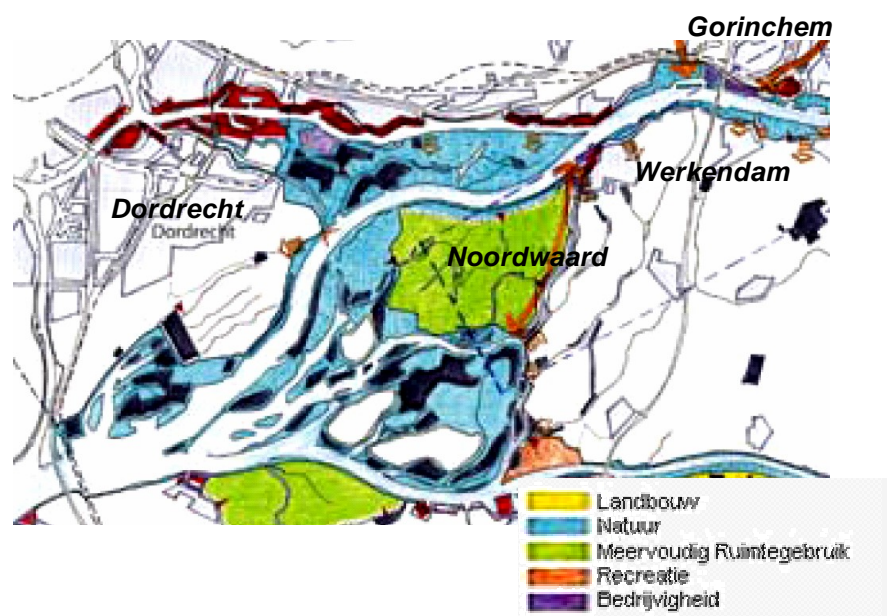 Gorinchem
Werkendam
Dordrecht
Dordrecht
Noordwaard
Landbouw
Natuur
Meervoudig Ruimtegebruik
Recreatie
Bedrijvigheid